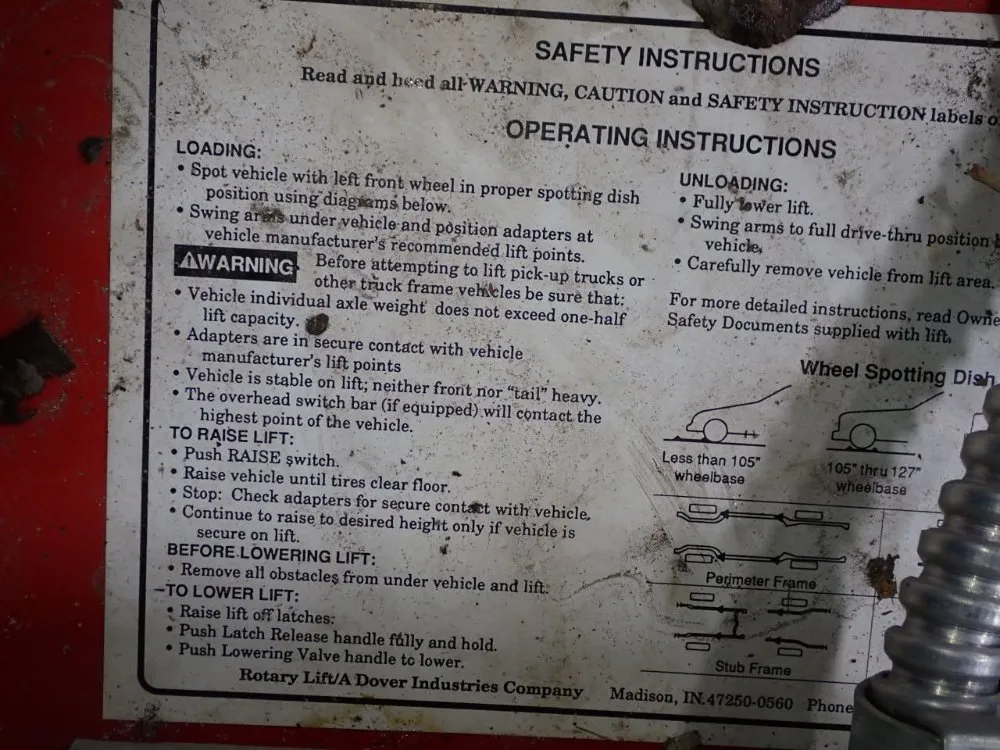 SAFETY INSTRUCTIONS
Read and heed all WARNING, CAUTION and SAFETY INSTRUCTION labels
OPERATING INSTRUCTIONS
LOADING:
• Spot vehicle with left front wheel in proper spotting dish
position using diagrams below.
• Swing arms under vehicle and position adapters at
vehicle manufacturer's recommended lift points.
⚠WARNING Before attempting to lift pick-up trucks or
other truck frame vehicles be sure that:
• Vehicle individual axle weight does not exceed one-half
lift capacity.
• Adapters are in secure contact with vehicle
manufacturer's lift points
• Vehicle is stable on lift; neither front nor "tail" heavy.
• The overhead switch bar (if equipped) will contact the
highest point of the vehicle.
TO RAISE LIFT:
• Push RAISE switch.
• Raise vehicle until tires clear floor.
• Stop: Check adapters for secure contact with vehicle.
• Continue to raise to desired height only if vehicle is
secure on lift.
BEFORE LOWERING LIFT:
• Remove all obstacles from under vehicle and lift.
TO LOWER LIFT:
• Raise lift off latches.
• Push Latch Release handle fully and hold.
• Push Lowering Valve handle to lower.
UNLOADING:
• Fully lower lift.
• Swing arms to full drive-thru position
vehicle.
• Carefully remove vehicle from lift area.
For more detailed instructions, read
Safety Documents supplied with lift.
Wheel Spotting Dish
Less than 105"
wheelbase
105" thru 127"
wheelbase
Perimeter Frame
Stub Frame
Rotary Lift/A Dover Industries Company Madison, IN. 47250-0560 Phone